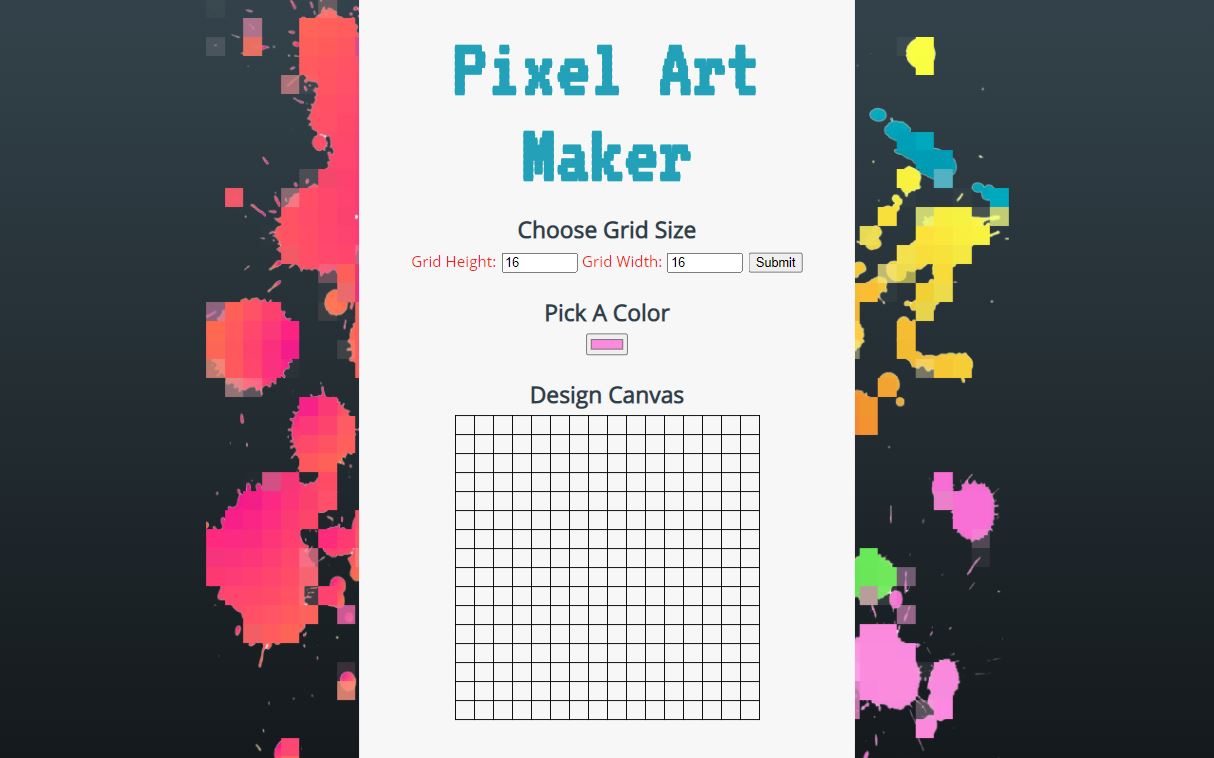 Pixel Art
Maker
Choose Grid Size
Grid Height: 16 Grid Width: 16 Submit
Pick A Color
Design Canvas